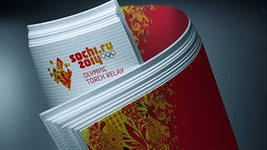 sochi.ru
2014
OLYMPIC
TORCH RELAY